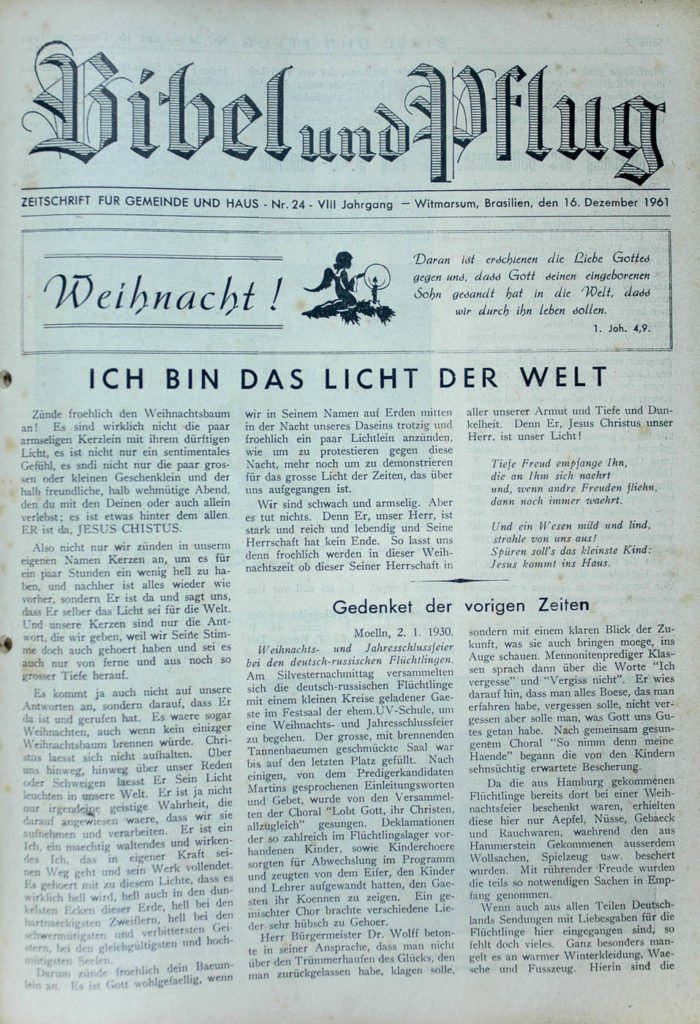 Bibel und Pflug
ZEITSCHRIFT FÜR GEMEINDE UND HAUS - Nr. 24 - VIII Jahrgang — Witmarsum, Brasilien, den 16. Dezember 1961
Weihnacht !
Daran ist erschienen die Liebe Gottes
gegen uns, dass Gott seinen eingeborenen
Sohn gesandt hat in die Welt, dass
wir durch ihn leben sollen.
1. Joh. 4,9.
ICH BIN DAS LICHT DER WELT
Zünde froehlich den Weihnachtsbaum
an! Es sind wirklich nicht die paar
armseligen Kerzlein mit ihrem dürftigen
Licht, es ist nicht nur ein sentimentales
Gefühl, es sndi nicht nur die paar gros-
sen oder kleinen Geschenklein und der
halb freundliche, halb wehmütige Abend,
den du mit den Deinen oder auch allein
verlebst; es ist etwas hinter dem allen.
ER ist da, JESUS CHISTUS.
Also nicht nur wir zünden in unserm
eigenen Namen Kerzen an, um es für
ein paar Stunden ein wenig hell zu ha-
ben, und nachher ist alles wieder wie
vorher, sondern Er ist da und sagt uns,
dass Er selber das Licht sei für die Welt.
Und unsere Kerzen sind nur die Ant-
wort, die wir geben, weil wir Seine Stim-
me doch auch gehoert haben und sei es
auch nur von ferne und aus noch so
grosser Tiefe herauf.
Es kommt ja auch nicht auf unsere
Antworten an, sondern darauf, dass Er
da ist und gerufen hat. Es waere sogar
Weihnachten, auch wenn kein einizger
Weihnachtsbaum brennen würde. Chri-
stus laesst sich nicht aufhalten. Über
uns hinweg, hinweg über unser Reden
oder Schweigen laesst Er Sein Licht
leuchten in unsere Welt. Er ist ja nicht
nur irgendeine geistige Wahrheit, die
darauf angewiesen waere, dass wir sie
aufnehmen und verarbeiten. Er ist ein
Ich, ein maechtig waltendes und wirken-
des Ich, das in eigener Kraft sei-
nen Weg geht und sein Werk vollendet.
Es gehoert mit zu diesem Lichte, dass es
wirklich hell wird, hell auch in den dun-
kelsten Ecken dieser Erde, hell bei den
hartnaeckigsten Zweiflern, hell bei den
schwermütigsten und verbittersten Gei-
stern, bei den gleichgültigsten und hoch-
mütigsten Seelen.
Darum zünde froehlich dein Baeum-
lein an. Es ist Gott wohlgefaellig, wenn
wir in Seinem Namen auf Erden mitten
in der Nacht unseres Daseins trotzig und
froehlich ein paar Lichtlein anzünden,
wie um zu protestieren gegen diese
Nacht, mehr noch um zu demonstrieren
für das grosse Licht der Zeiten, das über
uns aufgegangen ist.
Wir sind schwach und armselig. Aber
es tut nichts. Denn Er, unser Herr, ist
stark und reich und lebendig und Seine
Herrschaft hat kein Ende. So lasst uns
denn froehlich werden in dieser Weih-
nachtszeit ob dieser Seiner Herrschaft in
aller unserer Armut und Tiefe und Dun-
kelheit. Denn Er, Jesus Christus unser
Herr, ist unser Licht!
Tiefe Freud empfange Ihn,
die an Ihm sich naehrt
und, wenn andre Freuden fliehn,
dann noch immer waehrt.
Und ein Wesen mild und lind,
strahle von uns aus!
Spüren soll's das kleinste Kind:
Jesus kommt ins Haus.
Gedenket der vorigen Zeiten
Moelln, 2. 1. 1930.
Weihnachts- und Jahresschlussfeier
bei den deutsch-russischen Flüchtlingen.
Am Silvesternachmittag versammelten
sich die deutsch-russischen Flüchtlinge
mit einem kleinen Kreise geladener Gae-
ste im Festsaal der ehem.UV-Schule, um
eine Weihnachts- und Jahresschlussfeier
zu begehen. Der grosse, mit brennenden
Tannenbaeumen geschmückte Saal war
bis auf den letzten Platz gefüllt. Nach
einigen, von dem Predigerkandidaten
Martins gesprochenen Einleitungsworten
und Gebet, wurde von den Versammel-
ten der Choral "Lobt Gott, ihr Christen,
allzugleich" gesungen. Deklamationen
der so zahlreich im Flüchtlingslager vor-
handenen Kinder, sowie Kinderchoere
sorgten für Abwechslung im Programm
und zeugten von dem Eifer, den Kinder
und Lehrer aufgewandt hatten, den Gae-
sten ihr Koennen zu zeigen. Ein ge-
mischter Chor brachte verschiedene Lie-
der sehr hübsch zu Gehoer.
Herr Bürgermeister Dr. Wolff beton-
te in seiner Ansprache, dass man nicht
über den Trümmerhaufen des Glücks, den
man zurückgelassen habe, klagen solle,
sondern mit einem klaren Blick der Zu-
kunft, was sie auch bringen moege, ins
Auge schauen. Mennonitenprediger Klas-
sen sprach dann über die Worte "Ich
vergesse" und "Vergiss nicht". Er wies
darauf hin, dass man alles Boese, das man
erfahren habe, vergessen solle, nicht ver-
gessen aber solle man, was Gott uns Gu-
tes getan habe. Nach gemeinsam gesun-
genem Choral "So nimm denn meine
Haende" begann die von den Kindern
sehnsüchtig erwartete Bescherung.
Da die aus Hamburg gekommenen
Flüchtlinge bereits dort bei einer Weih-
nachtsfeier beschenkt waren, erhielten
diese hier nur Aepfel, Nüsse, Gebaeck
und Rauchwaren, waehrend den aus
Hammerstein Gekommenen ausserdem
Wollsachen, Spielzeug usw. beschert
wurden. Mit rührender Freude wurden
die teils so notwendigen Sachen in Emp-
fang genommen.
Wenn auch aus allen Teilen Deutsch-
lands Sendungen mit Liebesgaben für die
Flüchtlinge hier eingegangen sind, so
fehlt doch vieles. Ganz besonders man-
gelt es an warmer Winterkleidung, Wae-
sche und Fusszeug. Hierin sind die